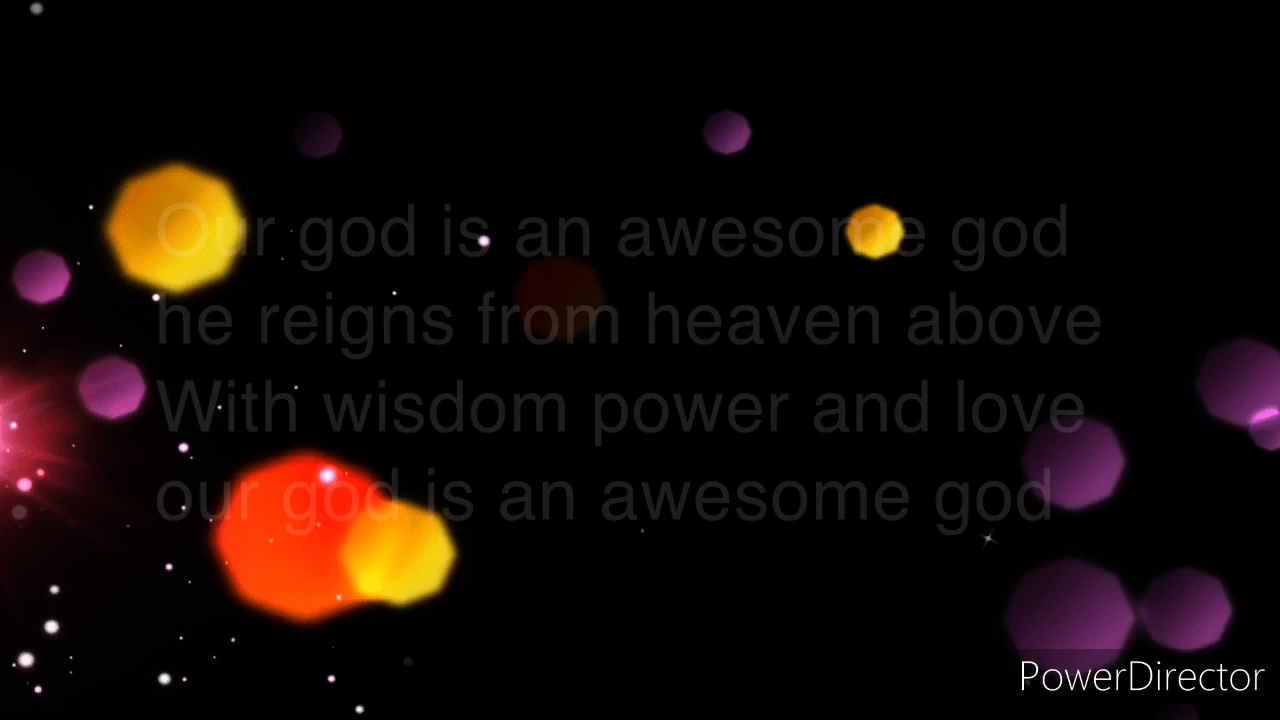 Our god is an awesome god
he reigns from heaven above
With wisdom power and love
our god is an awesome god
PowerDirector